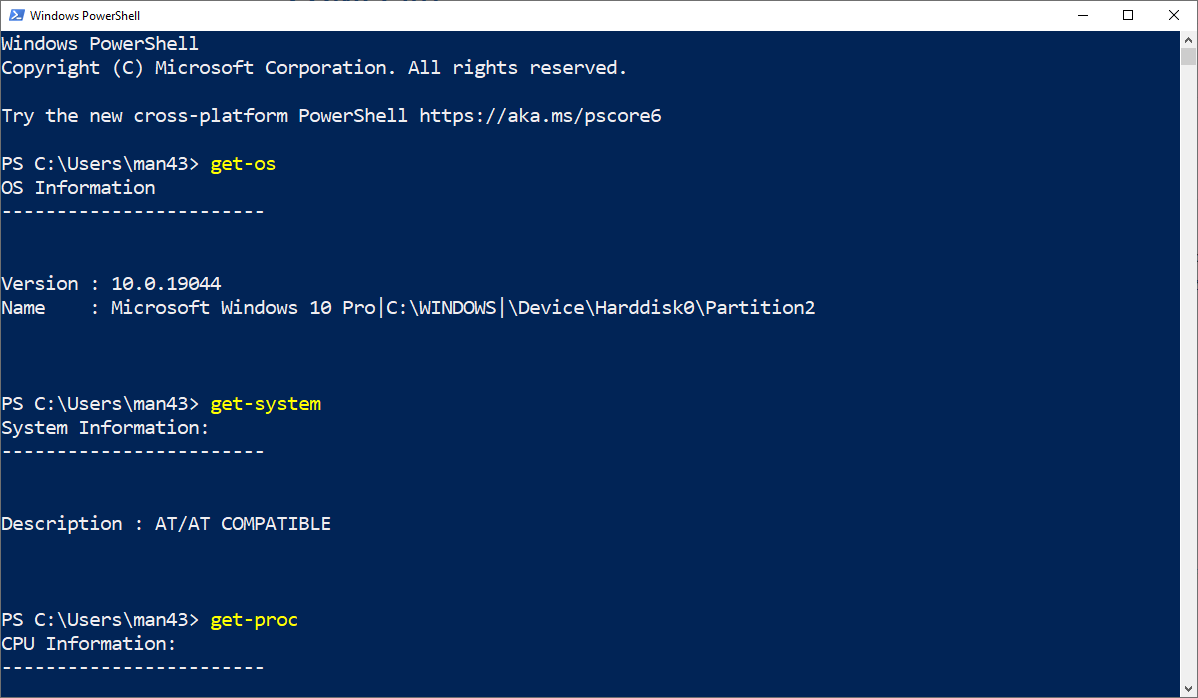 Windows PowerShell
Windows PowerShell
Copyright (C) Microsoft Corporation. All rights reserved.
Try the new cross-platform PowerShell https://aka.ms/pscore6
PS C:\Users\man43> get-os
OS Information
------------------------
Version : 10.0.19044
Name    : Microsoft Windows 10 Pro|C:\WINDOWS|\Device\Harddisk0\Partition2
PS C:\Users\man43> get-system
System Information:
------------------------
Description : AT/AT COMPATIBLE
PS C:\Users\man43> get-proc
CPU Information:
------------------------